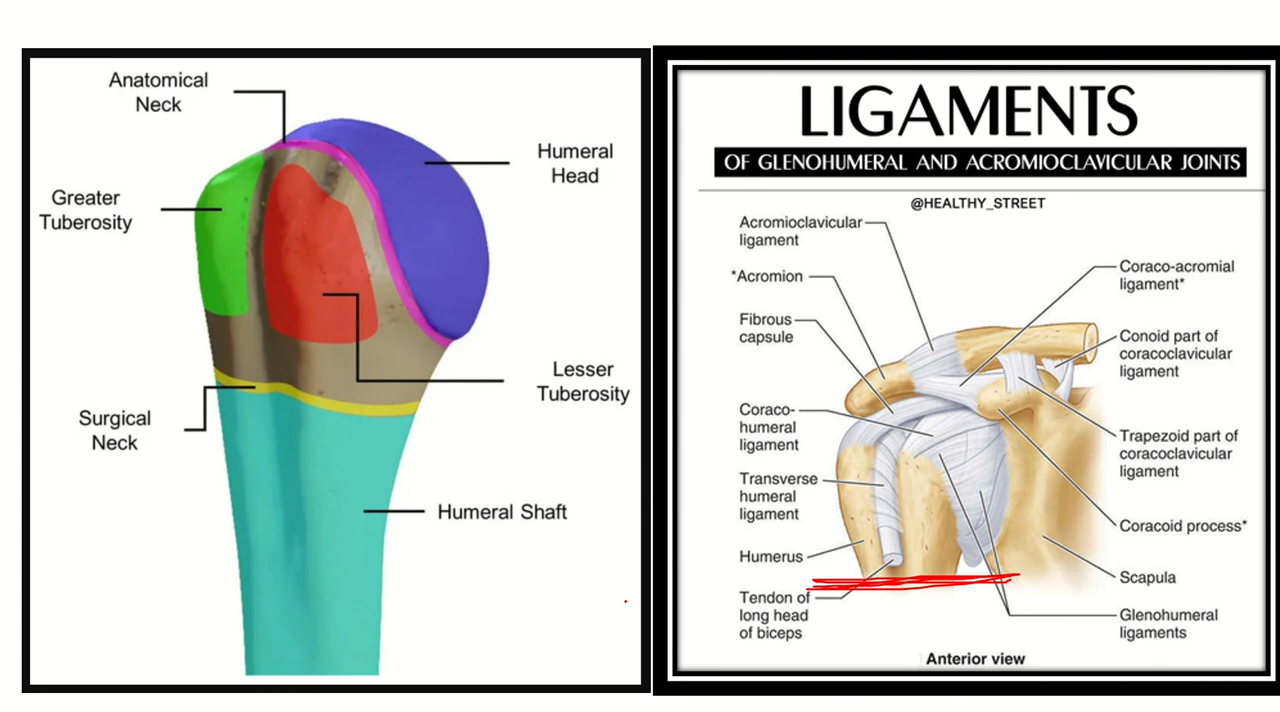 Anatomical
Neck
Humeral
Head
Greater
Tuberosity
Lesser
Tuberosity
Surgical
Neck
Humeral Shaft
LIGAMENTS
OF GLENOHUMERAL AND ACROMIOCLAVICULAR JOINTS
@HEALTHY_STREET
Acromioclavicular
ligament
*Acromion
Fibrous
capsule
Coraco-
humeral
ligament
Transverse
humeral
ligament
Humerus
Tendon of
long head
of biceps
Coraco-acromial
ligament*
Conoid part of
coracoclavicular
ligament
Trapezoid part of
coracoclavicular
ligament
Coracoid process*
Scapula
Glenohumeral
ligaments
Anterior view